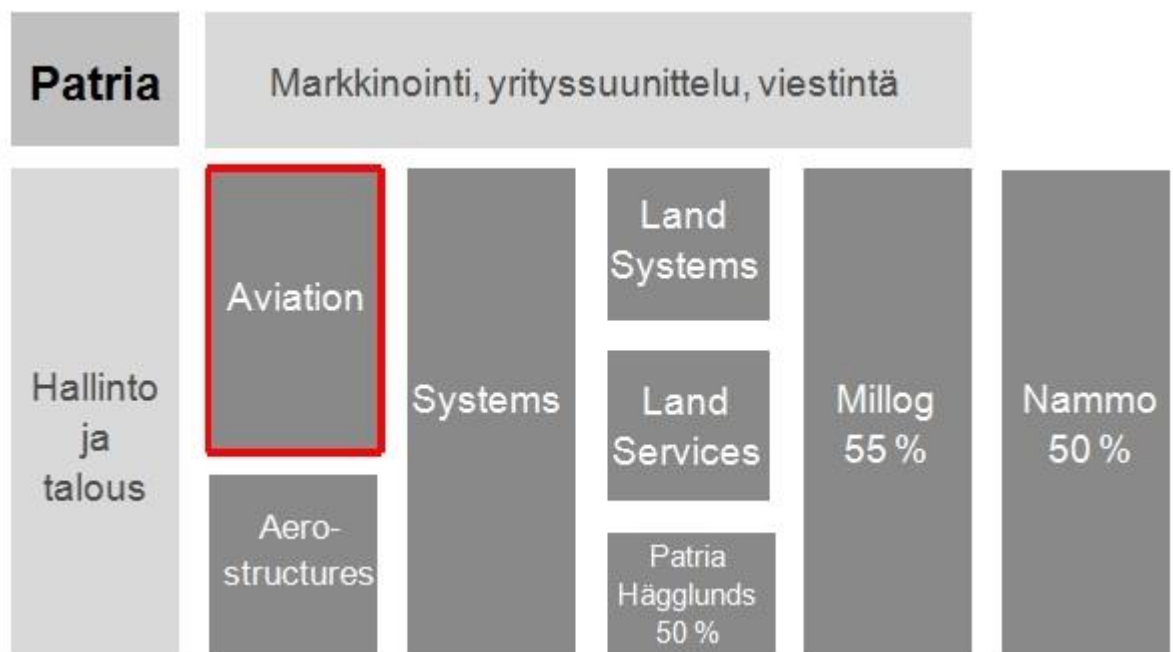 Patria
Markkinointi, yrityssuunittelu, viestintä
Hallinto
ja
talous
Aviation
Aero-
structures
Systems
Land
Systems
Land
Services
Patria
Hägglunds
50 %
Millog
55 %
Nammo
50 %